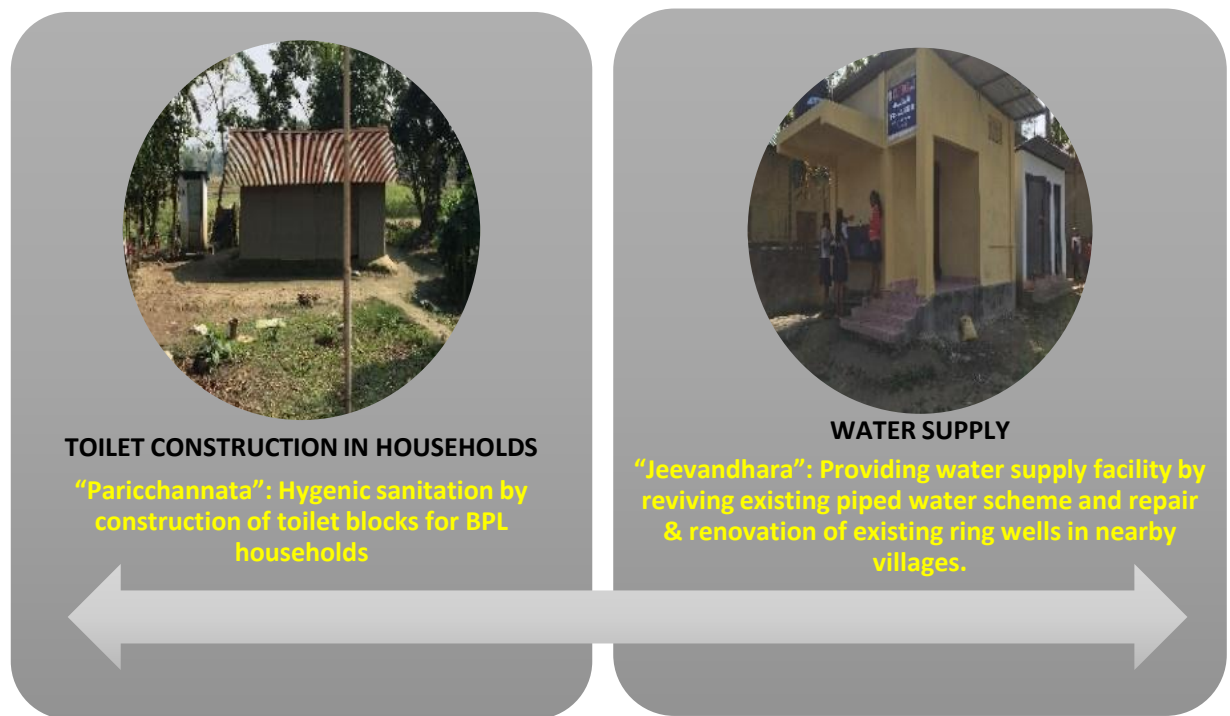 TOILET CONSTRUCTION IN HOUSEHOLDS
“Paricchannata”: Hygenic sanitation by
construction of toilet blocks for BPL
households
WATER SUPPLY
“Jeevandhara”: Providing water supply facility by
reviving existing piped water scheme and repair
& renovation of existing ring wells in nearby
villages.